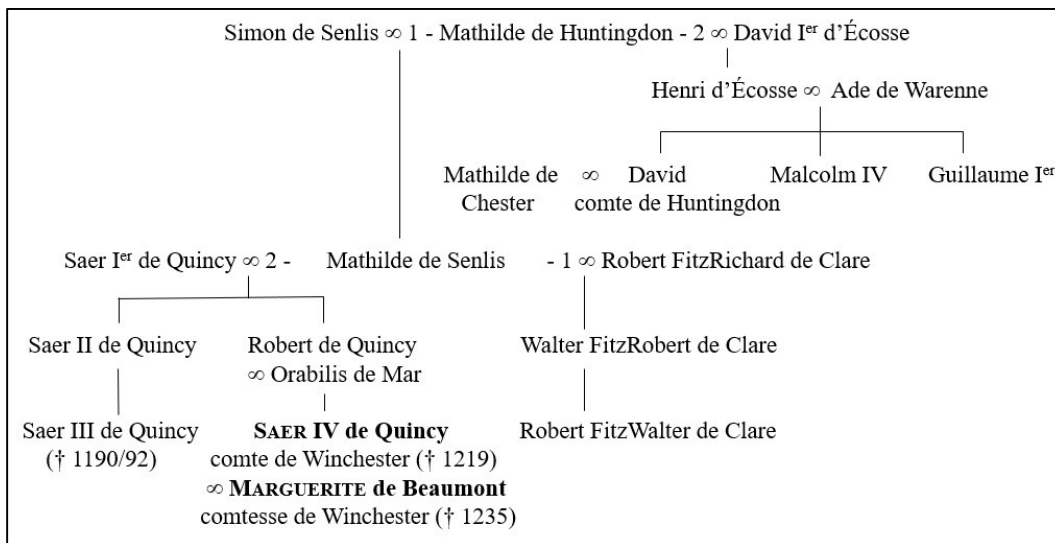 Simon de Senlis ∞ 1 - Mathilde de Huntingdon - 2 ∞ David Ier d’Écosse
Henri d’Écosse ∞ Ade de Warenne
Mathilde de ∞ David Malcolm IV Guillaume Ier
Chester comte de Huntingdon
Saer Ier de Quincy ∞ 2 - Mathilde de Senlis - 1 ∞ Robert FitzRichard de Clare
Saer II de Quincy Robert de Quincy Walter FitzRobert de Clare
∞ Orabilis de Mar
Saer III de Quincy SAER IV de Quincy Robert FitzWalter de Clare
(† 1190/92) comte de Winchester († 1219)
∞ MARGUERITE de Beaumont
comtesse de Winchester († 1235)